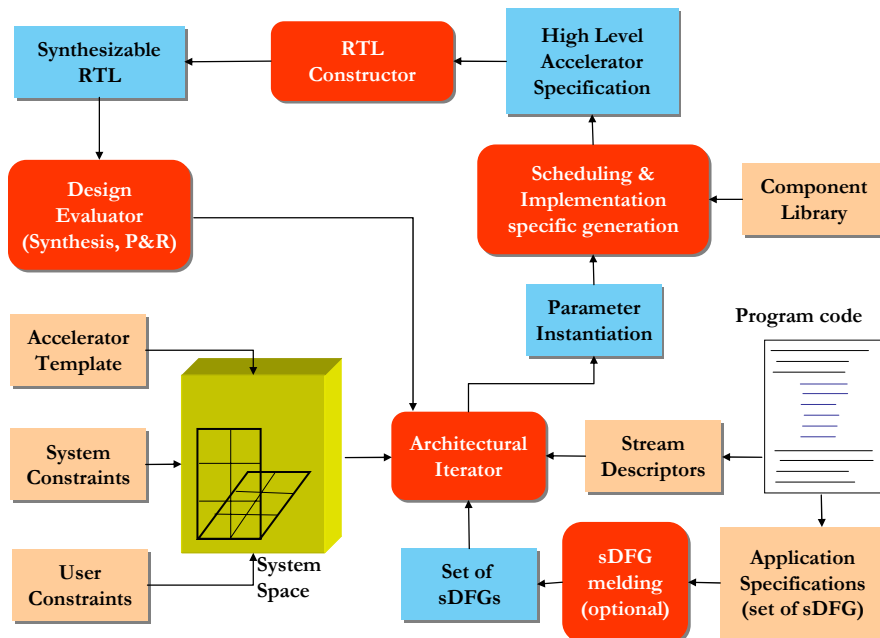 Synthesizable
RTL
RTL
Constructor
High Level
Accelerator
Specification
Design
Evaluator
(Synthesis, P&R)
Scheduling &
Implementation
specific generation
Component
Library
Parameter
Instantiation
Program code
Accelerator
Template
System
Constraints
User
Constraints
System
Space
Architectural
Iterator
Stream
Descriptors
Set of
sDFGs
sDFG
melding
(optional)
Application
Specifications
(set of sDFG)